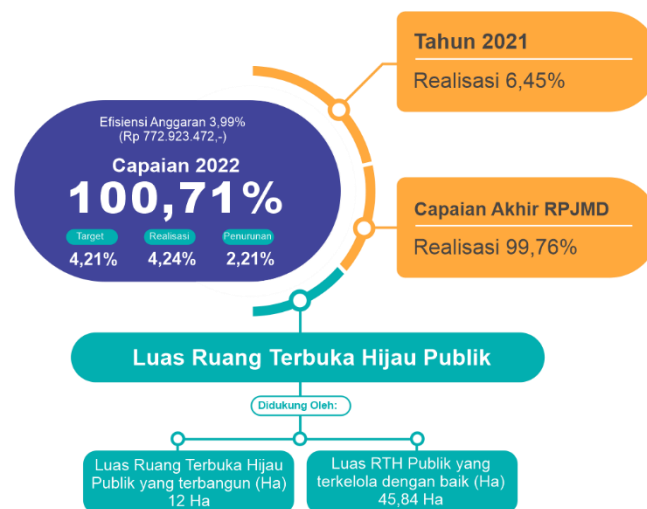 Efisiensi Anggaran 3,99%
(Rp 772.923.472,-)
Capaian 2022
100,71%
Target
Realisasi
Penurunan
4,21%
4,24%
2,21%
Tahun 2021
Realisasi 6,45%
Capaian Akhir RPJMD
Realisasi 99,76%
Luas Ruang Terbuka Hijau Publik
Didukung Oleh:
Luas Ruang Terbuka Hijau
Publik yang terbangun (Ha)
12 Ha
Luas RTH Publik yang
terkelola dengan baik (Ha)
45,84 Ha